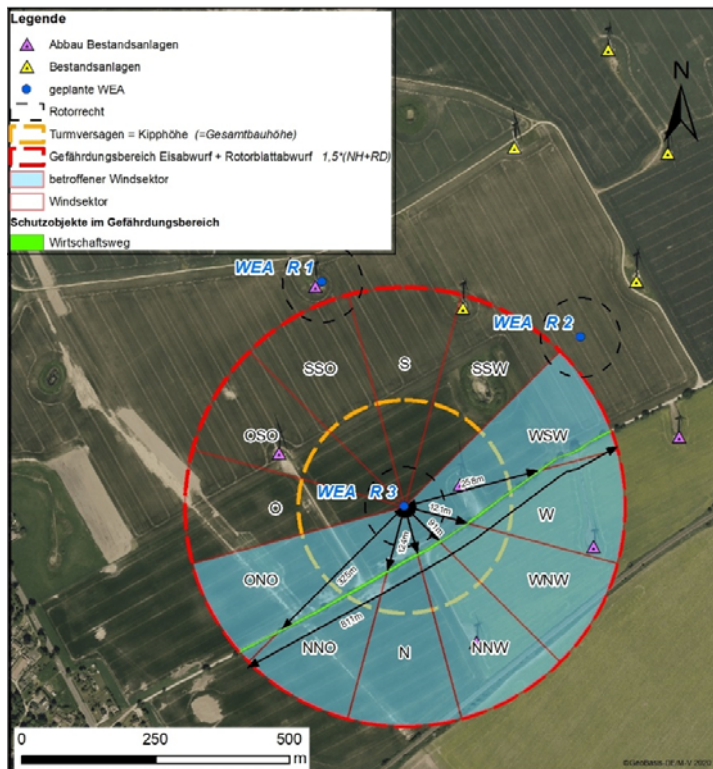 Legende
Abbau Bestandsanlagen
Bestandsanlagen
geplante WEA
Rotorrecht
Turmversagen = Kipphöhe (=Gesamtbauhöhe)
Gefährdungsbereich Eisabwurf + Rotorblattabwurf 1,5*(NH+RD)
betroffener Windsektor
Windsektor
Schutzobjekte im Gefährdungsbereich
Wirtschaftsweg
N
WEA R 1
WEA R 2
SSO
S
SSW
OSO
WSW
O
WEA R 3
258m
121m
W
91m
124m
325m
ONO
WNW
811m
NNO
N
NNW
0
250
500
m
©GeoBasis-DE/M-V 2020